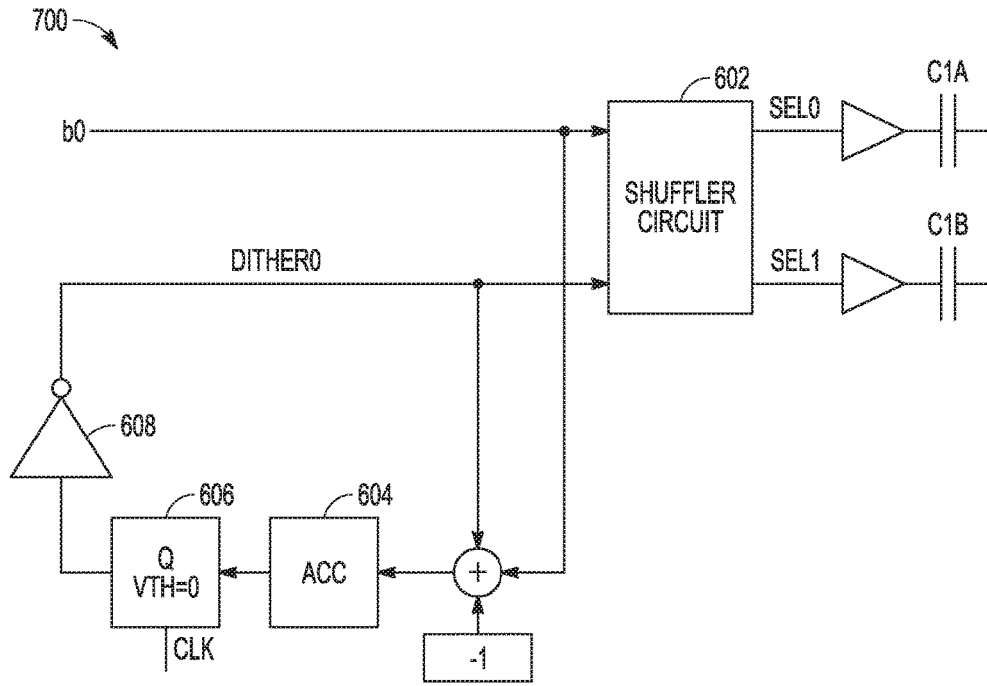 700
602
C1A
SEL0
b0
SHUFFLER
CIRCUIT
C1B
DITHER0
SEL1
608
606
604
Q
VTH=0
ACC
+
CLK
-1